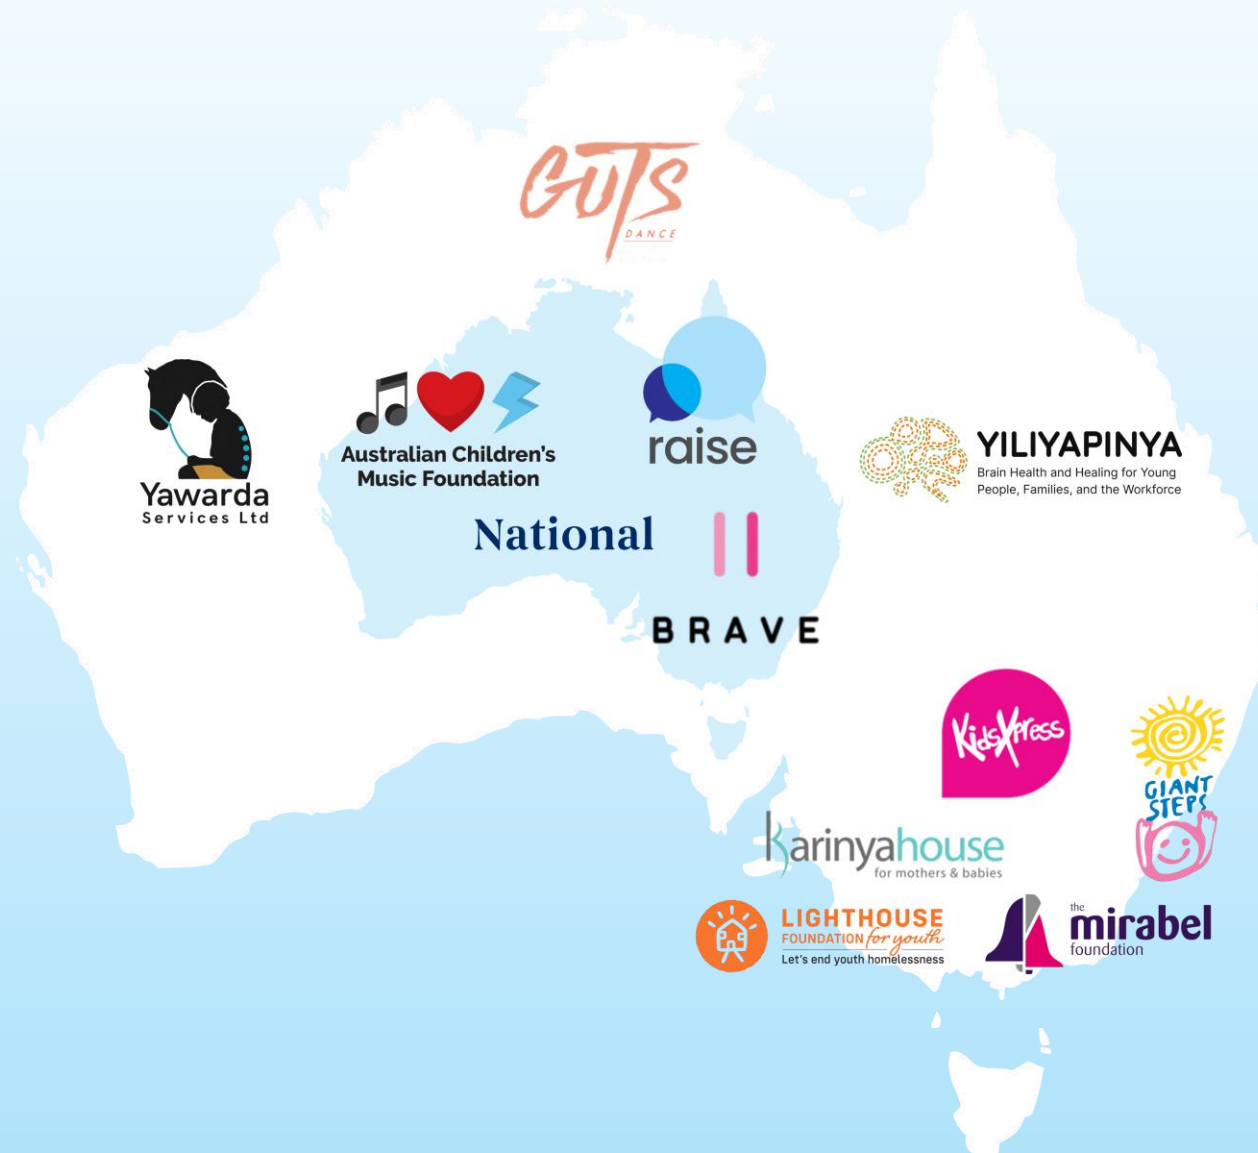 GUTS
DANCE
Yawarda
Services Ltd
Australian Children's
Music Foundation
raise
YILIYAPINYA
Brain Health and Healing for Young
People, Families, and the Workforce
National
BRAVE
KidsXpress
GIANT
STEPS
karinyahouse
for mothers & babies
LIGHTHOUSE
FOUNDATION for youth
Let's end youth homelessness
the
mirabel
foundation